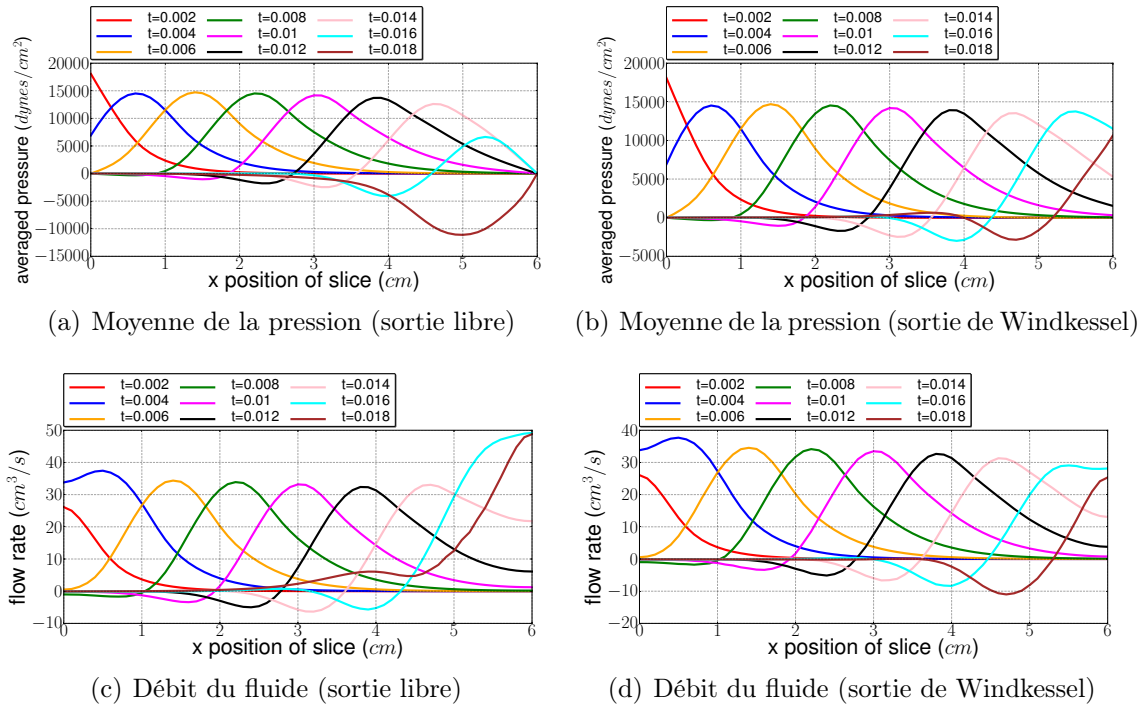 t=0.002 t=0.008 t=0.014
t=0.004 t=0.01 t=0.016
t=0.006 t=0.012 t=0.018
averaged pressure (dynes/cm²)
20000
15000
10000
5000
0
−5000
−10000
−15000
0 1 2 3 4 5 6
x position of slice (cm)
(a) Moyenne de la pression (sortie libre)
t=0.002 t=0.008 t=0.014
t=0.004 t=0.01 t=0.016
t=0.006 t=0.012 t=0.018
averaged pressure (dynes/cm²)
20000
15000
10000
5000
0
−5000
0 1 2 3 4 5 6
x position of slice (cm)
(b) Moyenne de la pression (sortie de Windkessel)
t=0.002 t=0.008 t=0.014
t=0.004 t=0.01 t=0.016
t=0.006 t=0.012 t=0.018
flow rate (cm³/s)
50
40
30
20
10
0
−10
0 1 2 3 4 5 6
x position of slice (cm)
(c) Débit du fluide (sortie libre)
t=0.002 t=0.008 t=0.014
t=0.004 t=0.01 t=0.016
t=0.006 t=0.012 t=0.018
flow rate (cm³/s)
40
30
20
10
0
−10
−20
0 1 2 3 4 5 6
x position of slice (cm)
(d) Débit du fluide (sortie de Windkessel)